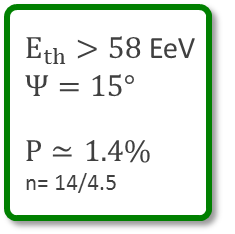 E_th > 58 EeV
Ψ = 15°
P ≃ 1.4%
n= 14/4.5